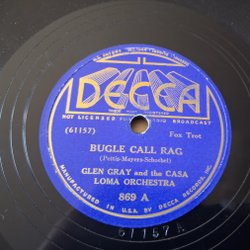 DECCA
NOT LICENSED FOR RADIO BROADCAST
(61157)
Fox Trot
BUGLE CALL RAG
(Pettis-Meyers-Schoebel)
GLEN GRAY and the CASA
LOMA ORCHESTRA
869 A
Manufactured in U.S.A. by DECCA RECORDS, INC.
61157A